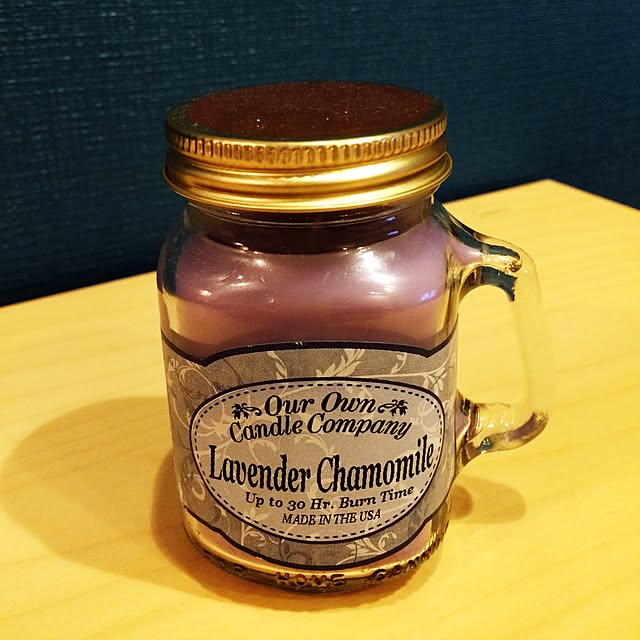 Our Own
Candle Company
Lavender Chamomile
Up to 30 Hr. Burn Time
MADE IN THE USA